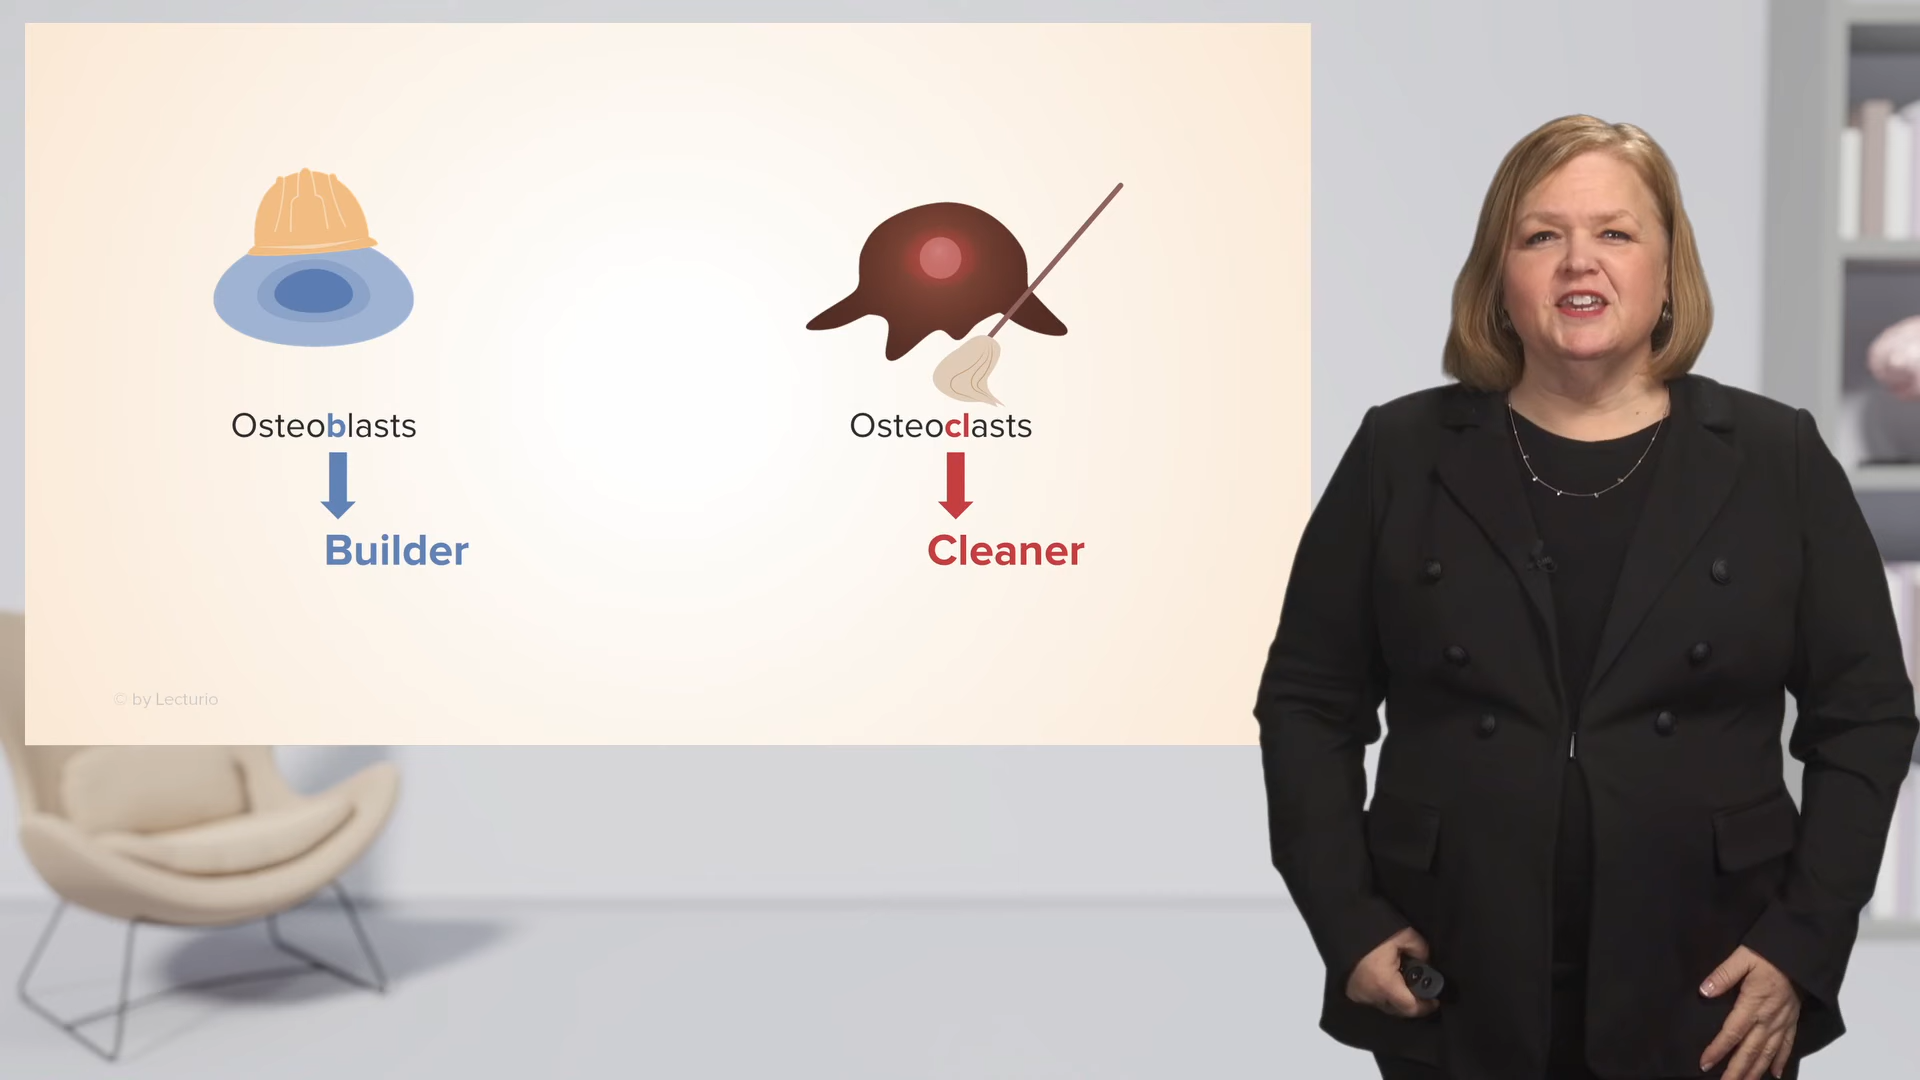 Osteoblasts
Osteoclasts
Builder
Cleaner
© by Lecturio